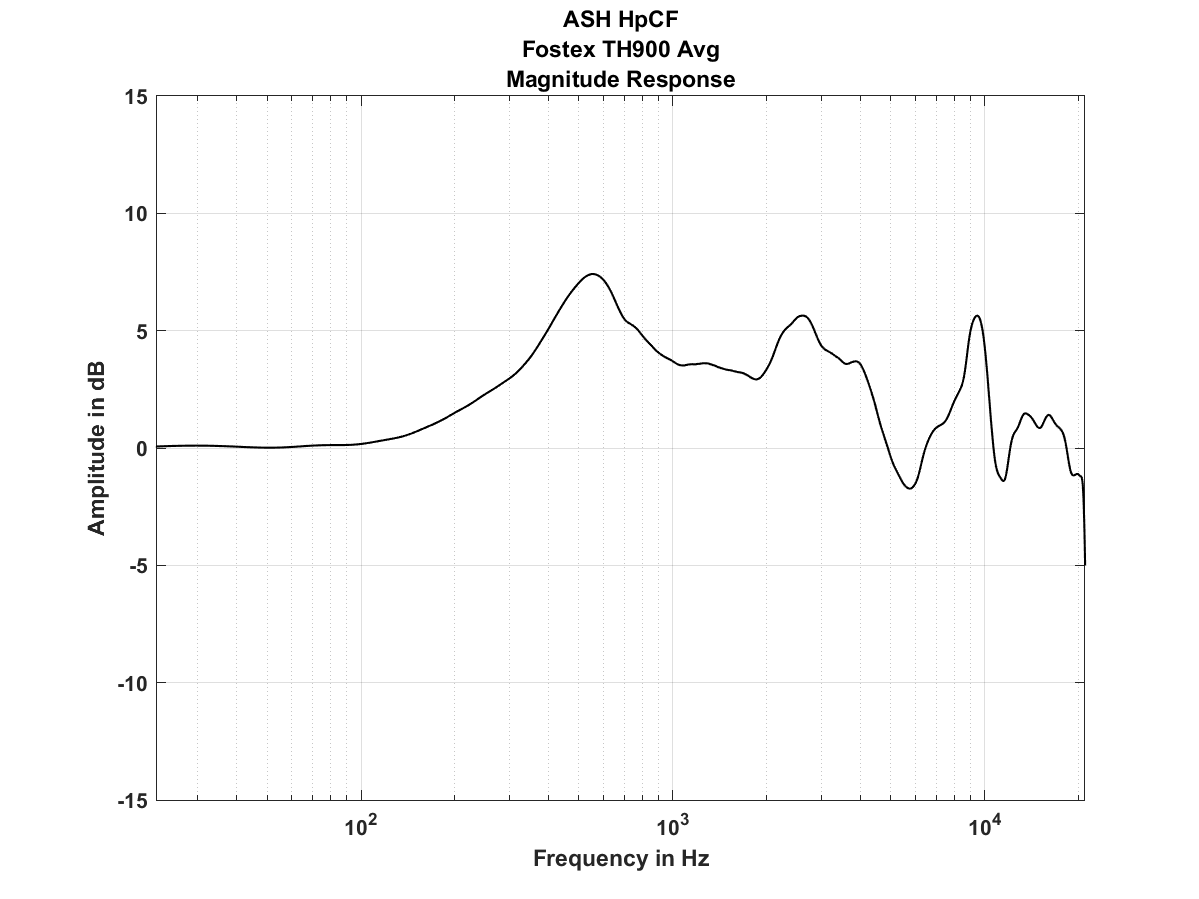 ASH HpCF
Fostex TH900 Avg
Magnitude Response
15
10
5
0
-5
-10
-15
Amplitude in dB
10²
10³
10⁴
Frequency in Hz